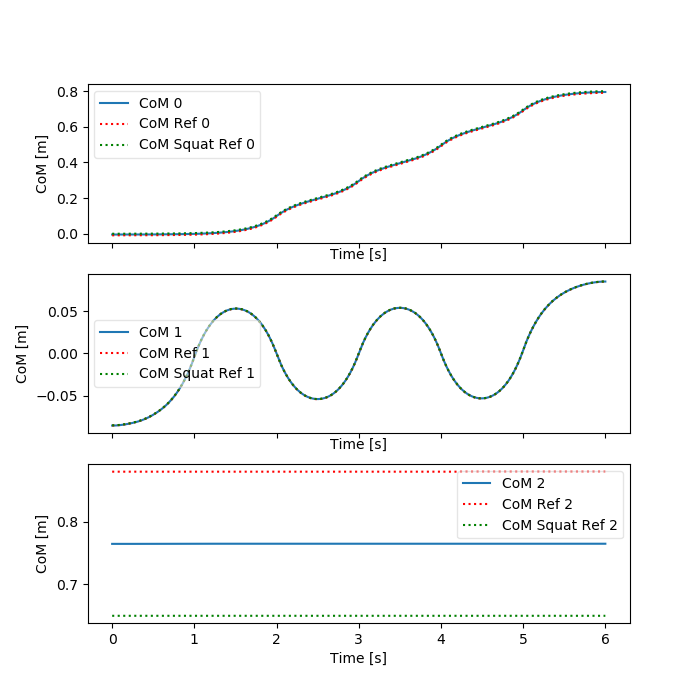 0.8
0.6
0.4
0.2
0.0
CoM [m]
CoM 0
CoM Ref 0
CoM Squat Ref 0
Time [s]
0.05
0.00
−0.05
CoM [m]
CoM 1
CoM Ref 1
CoM Squat Ref 1
Time [s]
0.8
0.7
CoM [m]
CoM 2
CoM Ref 2
CoM Squat Ref 2
0 1 2 3 4 5 6
Time [s]